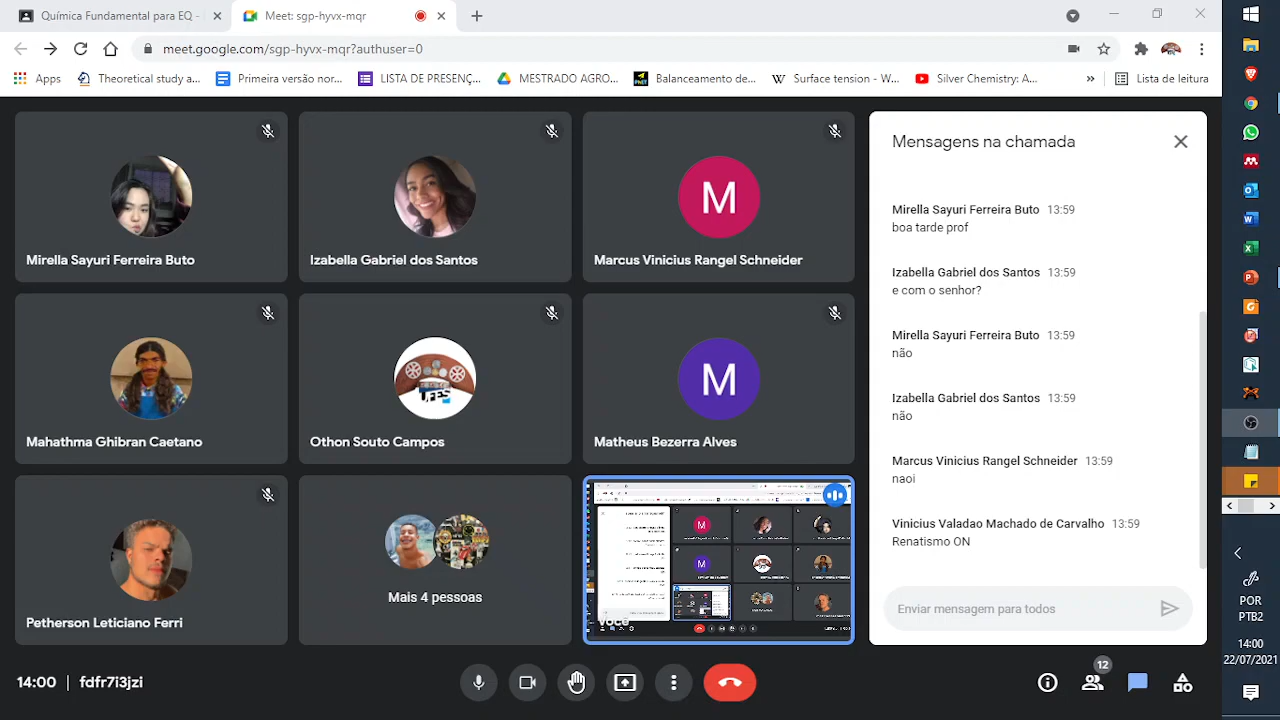 Química Fundamental para EQ -
Meet: sgp-hyvx-mqr
meet.google.com/sgp-hyvx-mqr?authuser=0
Apps
Theoretical study a...
Primeira versão nor...
LISTA DE PRESENÇ...
MESTRADO AGRO...
Balanceamento de...
Surface tension - W...
Silver Chemistry: A...
»
Lista de leitura
Mirella Sayuri Ferreira Buto
Izabella Gabriel dos Santos
M
Marcus Vinicius Rangel Schneider
Mahathma Ghibran Caetano
UFES
Othon Souto Campos
M
Matheus Bezerra Alves
Petherson Leticiano Ferri
Mais 4 pessoas
Você
Mensagens na chamada
Mirella Sayuri Ferreira Buto 13:59
boa tarde prof
Izabella Gabriel dos Santos 13:59
e com o senhor?
Mirella Sayuri Ferreira Buto 13:59
não
Izabella Gabriel dos Santos 13:59
não
Marcus Vinicius Rangel Schneider 13:59
naoi
Vinicius Valadao Machado de Carvalho 13:59
Renatismo ON
Enviar mensagem para todos
14:00 | fdfr7i3jzi
12
POR
PTB2
14:00
22/07/2021